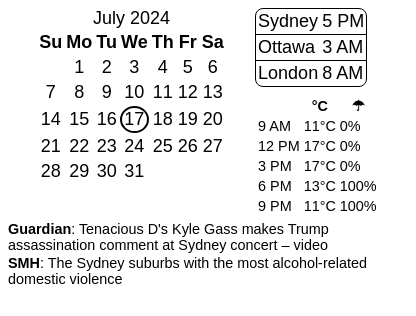 July 2024
Su Mo Tu We Th Fr Sa
1 2 3 4 5 6
7 8 9 10 11 12 13
14 15 16 17 18 19 20
21 22 23 24 25 26 27
28 29 30 31
Sydney 5 PM
Ottawa 3 AM
London 8 AM
°C ☂
9 AM 11°C 0%
12 PM 17°C 0%
3 PM 17°C 0%
6 PM 13°C 100%
9 PM 11°C 100%
Guardian: Tenacious D's Kyle Gass makes Trump
assassination comment at Sydney concert – video
SMH: The Sydney suburbs with the most alcohol-related
domestic violence